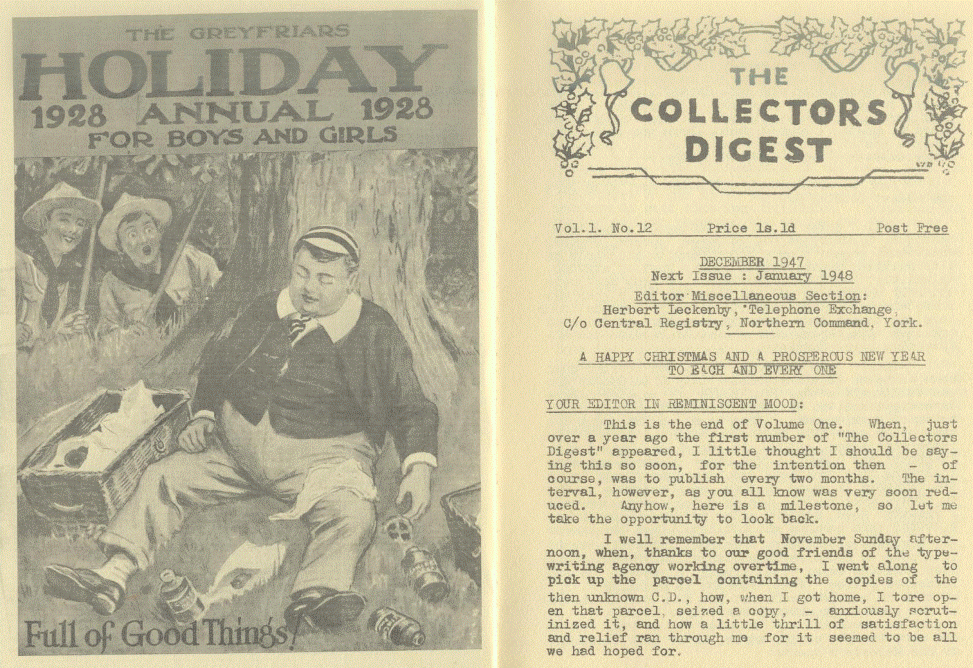 THE GREYFRIARS
HOLIDAY
1928 ANNUAL 1928
FOR BOYS AND GIRLS
Full of Good Things!
THE
COLLECTORS
DIGEST
Vol.1. No.12 Price 1s.1d Post Free
DECEMBER 1947
Next Issue : January 1948
Editor Miscellaneous Section:
Herbert Leckenby, Telephone Exchange,
C/o Central Registry, Northern Command, York.
A HAPPY CHRISTMAS AND A PROSPEROUS NEW YEAR
TO EACH AND EVERY ONE
YOUR EDITOR IN REMINISCENT MOOD:
This is the end of Volume One. When, just
over a year ago the first number of "The Collectors
Digest" appeared, I little thought I should be say-
ing this so soon, for the intention then - of
course, was to publish every two months. The in-
terval, however, as you all know was very soon red-
uced. Anyhow, here is a milestone, so let me
take the opportunity to look back.
I well remember that November Sunday after-
noon, when, thanks to our good friends of the type-
writing agency working overtime, I went along to
pick up the parcel containing the copies of the
then unknown C.D., how, when I got home, I tore op-
en that parcel, seized a copy, - anxiously scrut-
inized it, and how a little thrill of satisfaction
and relief ran through me for it seemed to be all
we had hoped for.